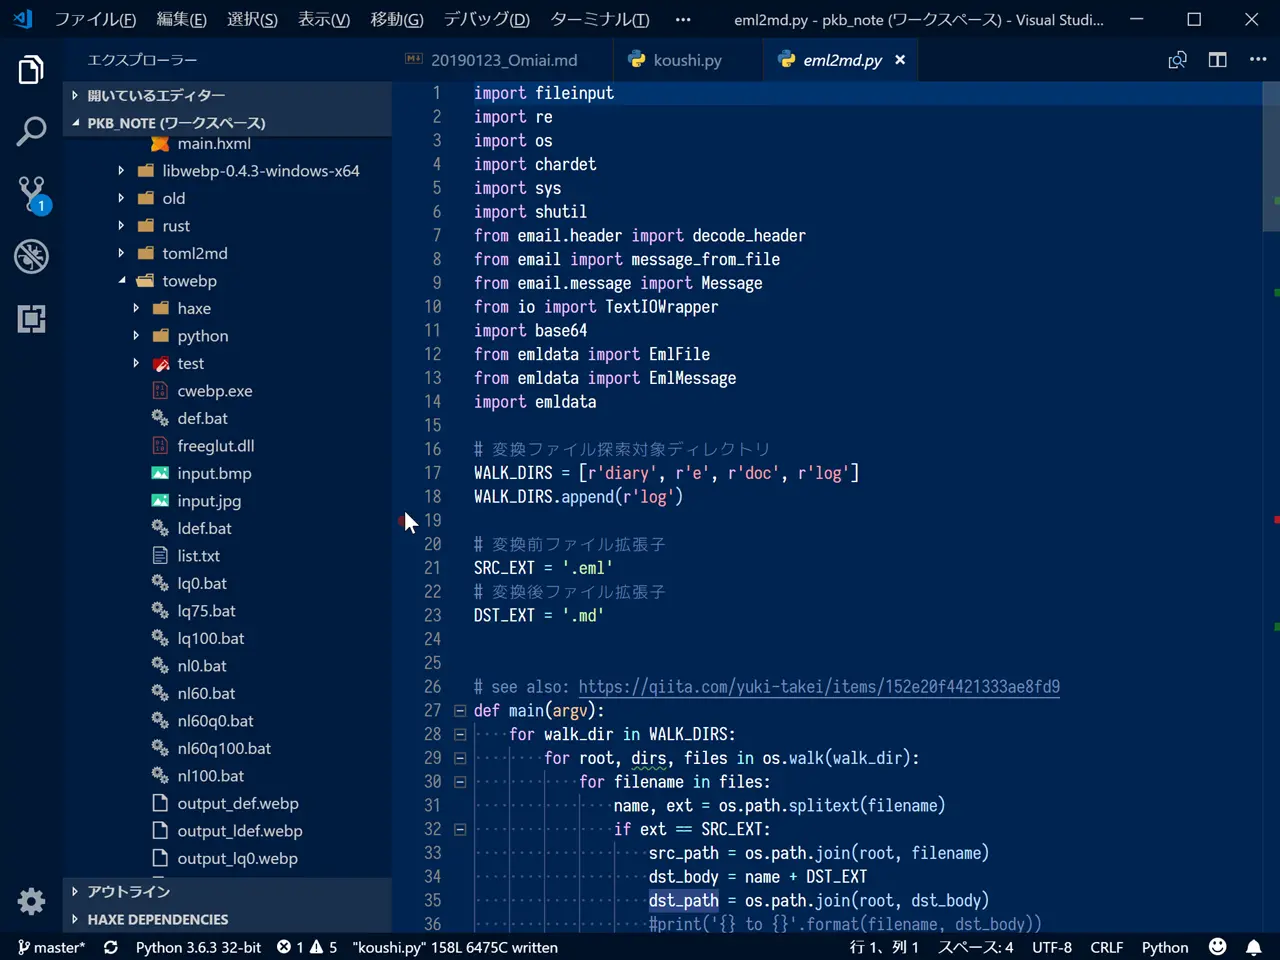 ファイル(F) 編集(E) 選択(S) 表示(V) 移動(G) デバッグ(D) ターミナル(T) ··· eml2md.py - pkb_note (ワークスペース) - Visual Studi...
エクスプローラー
20190123_Omiai.md koushi.py eml2md.py
開いているエディター
PKB_NOTE (ワークスペース)
main.hxml
libwebp-0.4.3-windows-x64
old
rust
toml2md
towebp
haxe
python
test
cwebp.exe
def.bat
freeglut.dll
input.bmp
input.jpg
ldef.bat
list.txt
lq0.bat
lq75.bat
lq100.bat
nl0.bat
nl60.bat
nl60q0.bat
nl60q100.bat
nl100.bat
output_def.webp
output_ldef.webp
output_lq0.webp
アウトライン
HAXE DEPENDENCIES
1 import fileinput
2 import re
3 import os
4 import chardet
5 import sys
6 import shutil
7 from email.header import decode_header
8 from email import message_from_file
9 from email.message import Message
10 from io import TextIOWrapper
11 import base64
12 from emldata import EmlFile
13 from emldata import EmlMessage
14 import emldata
15
16 # 変換ファイル探索対象ディレクトリ
17 WALK_DIRS = [r'diary', r'e', r'doc', r'log']
18 WALK_DIRS.append(r'log')
19
20 # 変換前ファイル拡張子
21 SRC_EXT = '.eml'
22 # 変換後ファイル拡張子
23 DST_EXT = '.md'
24
25
26 # see also: https://qiita.com/yuki-takei/items/152e20f4421333ae8fd9
27 def main(argv):
28 for walk_dir in WALK_DIRS:
29 for root, dirs, files in os.walk(walk_dir):
30 for filename in files:
31 name, ext = os.path.splitext(filename)
32 if ext == SRC_EXT:
33 src_path = os.path.join(root, filename)
34 dst_body = name + DST_EXT
35 dst_path = os.path.join(root, dst_body)
36 #print('{} to {}'.format(filename, dst_body))
1
master* Python 3.6.3 32-bit 1 5 "koushi.py" 158L 6475C written 行 1、列 1 スペース: 4 UTF-8 CRLF Python